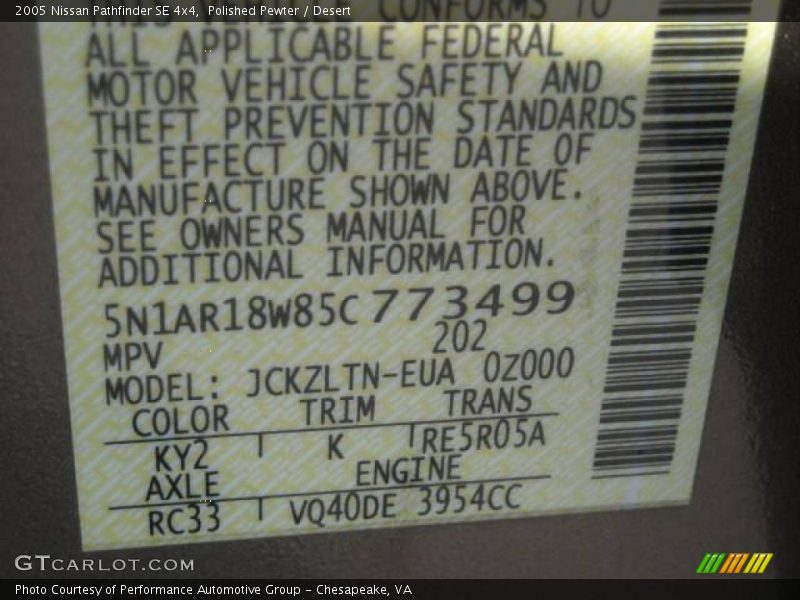 2005 Nissan Pathfinder SE 4x4, Polished Pewter / Desert
CONFORMS TO
ALL APPLICABLE FEDERAL
MOTOR VEHICLE SAFETY AND
THEFT PREVENTION STANDARDS
IN EFFECT ON THE DATE OF
MANUFACTURE SHOWN ABOVE.
SEE OWNERS MANUAL FOR
ADDITIONAL INFORMATION.
5N1AR18W85C773499
MPV 202
MODEL: JCKZLTN-EUA 0Z000
COLOR TRIM TRANS
KY2 K RE5R05A
AXLE ENGINE
RC33 VQ40DE 3954CC
GTCARLOT.COM
Photo Courtesy of Performance Automotive Group - Chesapeake, VA